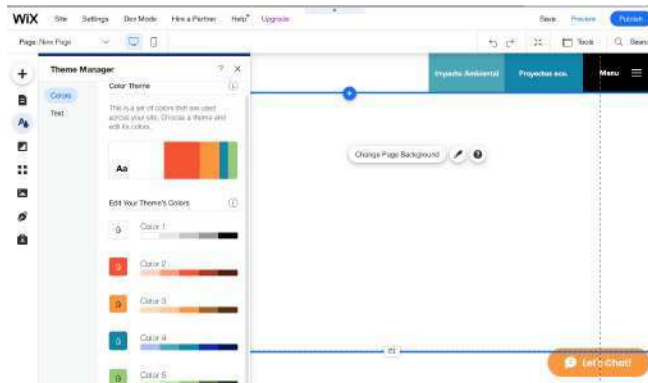 WiX Site Settings Dev Mode Hire a Partner Help Upgrade Save Preview Publish
Page: New Page Tools Search
Theme Manager ? ×
Colors
Text
Color Theme
This is a set of colors that are used
across your site. Choose a theme and
edit its colors.
Aa
Edit Your Theme's Colors
Color 1
Color 2
Color 3
Color 4
Color 5
Impacto Ambiental Proyectos eco. Menu
Change Page Background
Let's Chat!